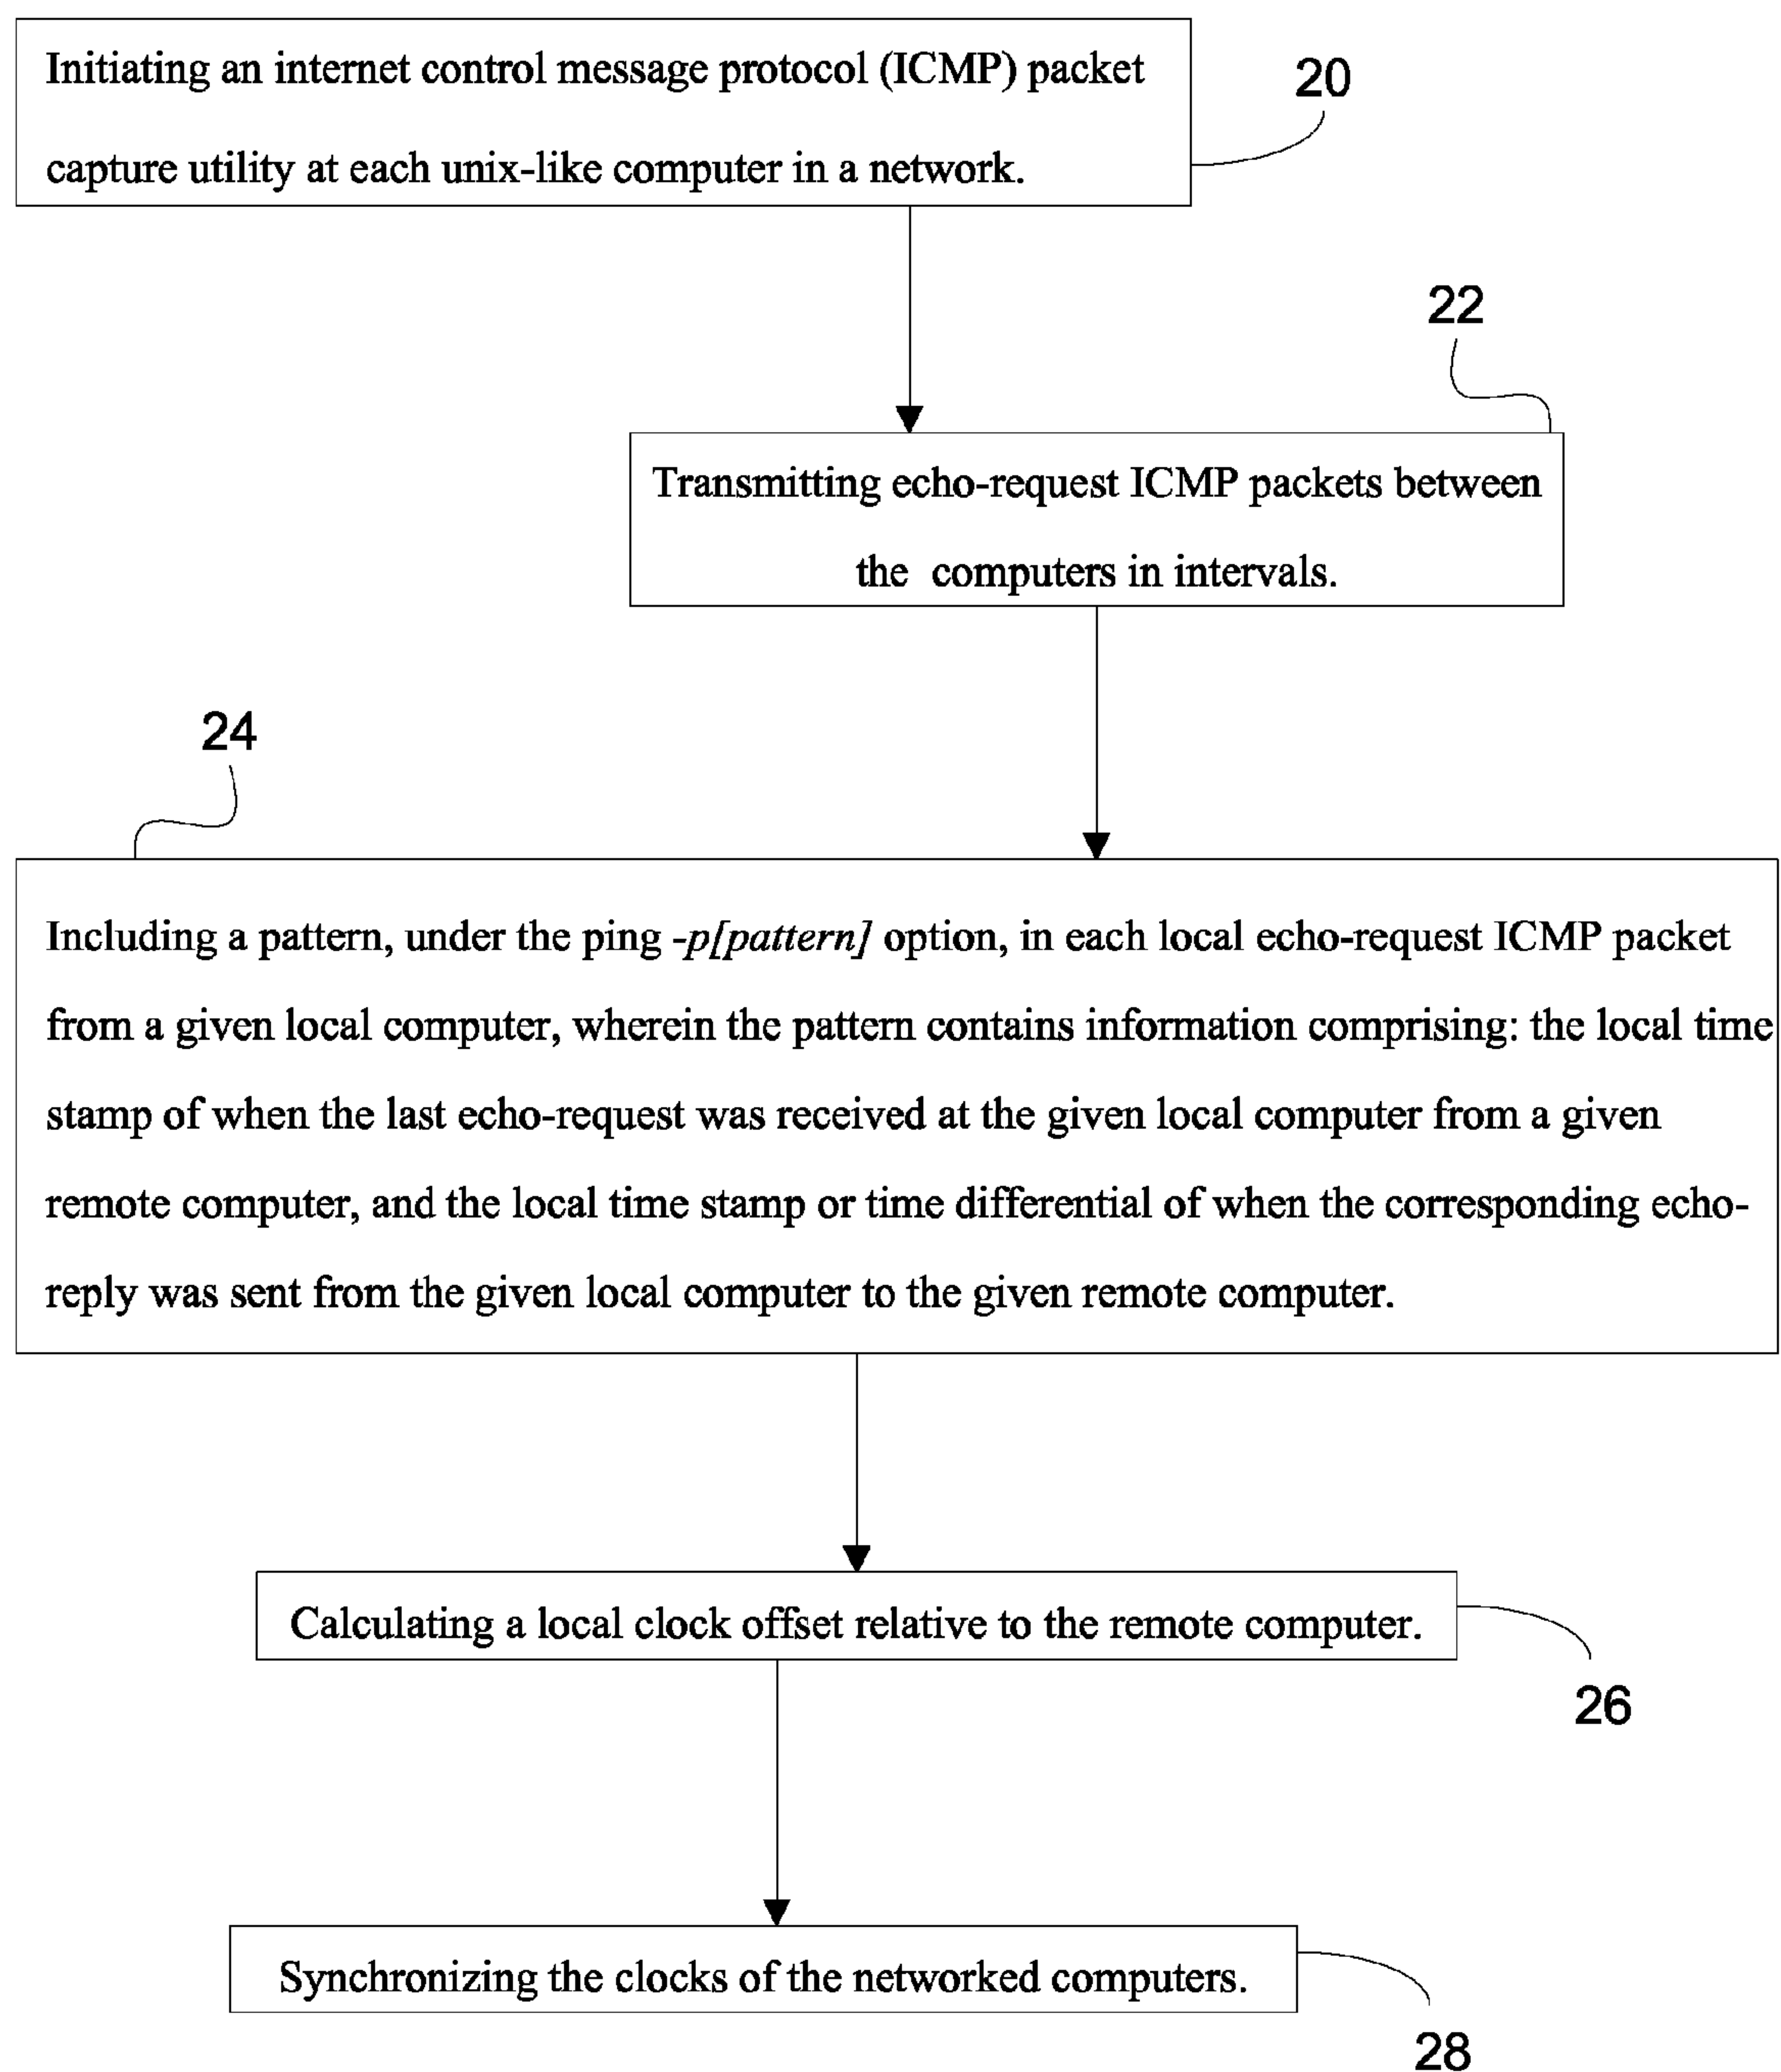 Initiating an internet control message protocol (ICMP) packet
20
capture utility at each unix-like computer in a network.
22
Transmitting echo-request ICMP packets between
the computers in intervals.
24
Including a pattern, under the ping -p[pattern] option, in each local echo-request ICMP packet
from a given local computer, wherein the pattern contains information comprising: the local time
stamp of when the last echo-request was received at the given local computer from a given
remote computer, and the local time stamp or time differential of when the corresponding echo-
reply was sent from the given local computer to the given remote computer.
Calculating a local clock offset relative to the remote computer.
26
Synchronizing the clocks of the networked computers.
28